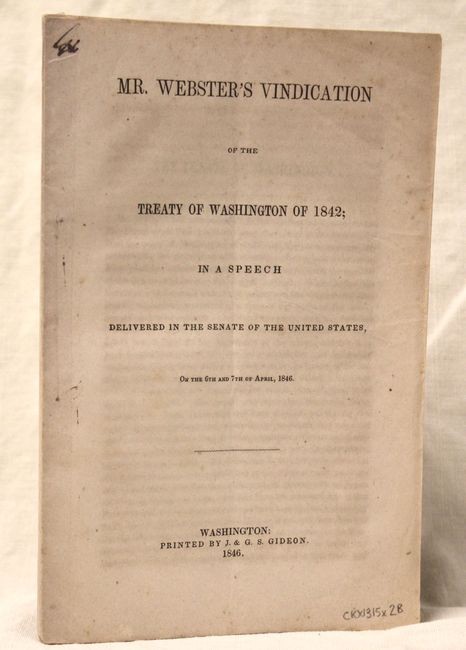 MR. WEBSTER'S VINDICATION
OF THE
TREATY OF WASHINGTON OF 1842;
IN A SPEECH
DELIVERED IN THE SENATE OF THE UNITED STATES,
ON THE 6TH AND 7TH OF APRIL, 1846.
WASHINGTON:
PRINTED BY J. & G. S. GIDEON.
1846.
CRX1315x2B